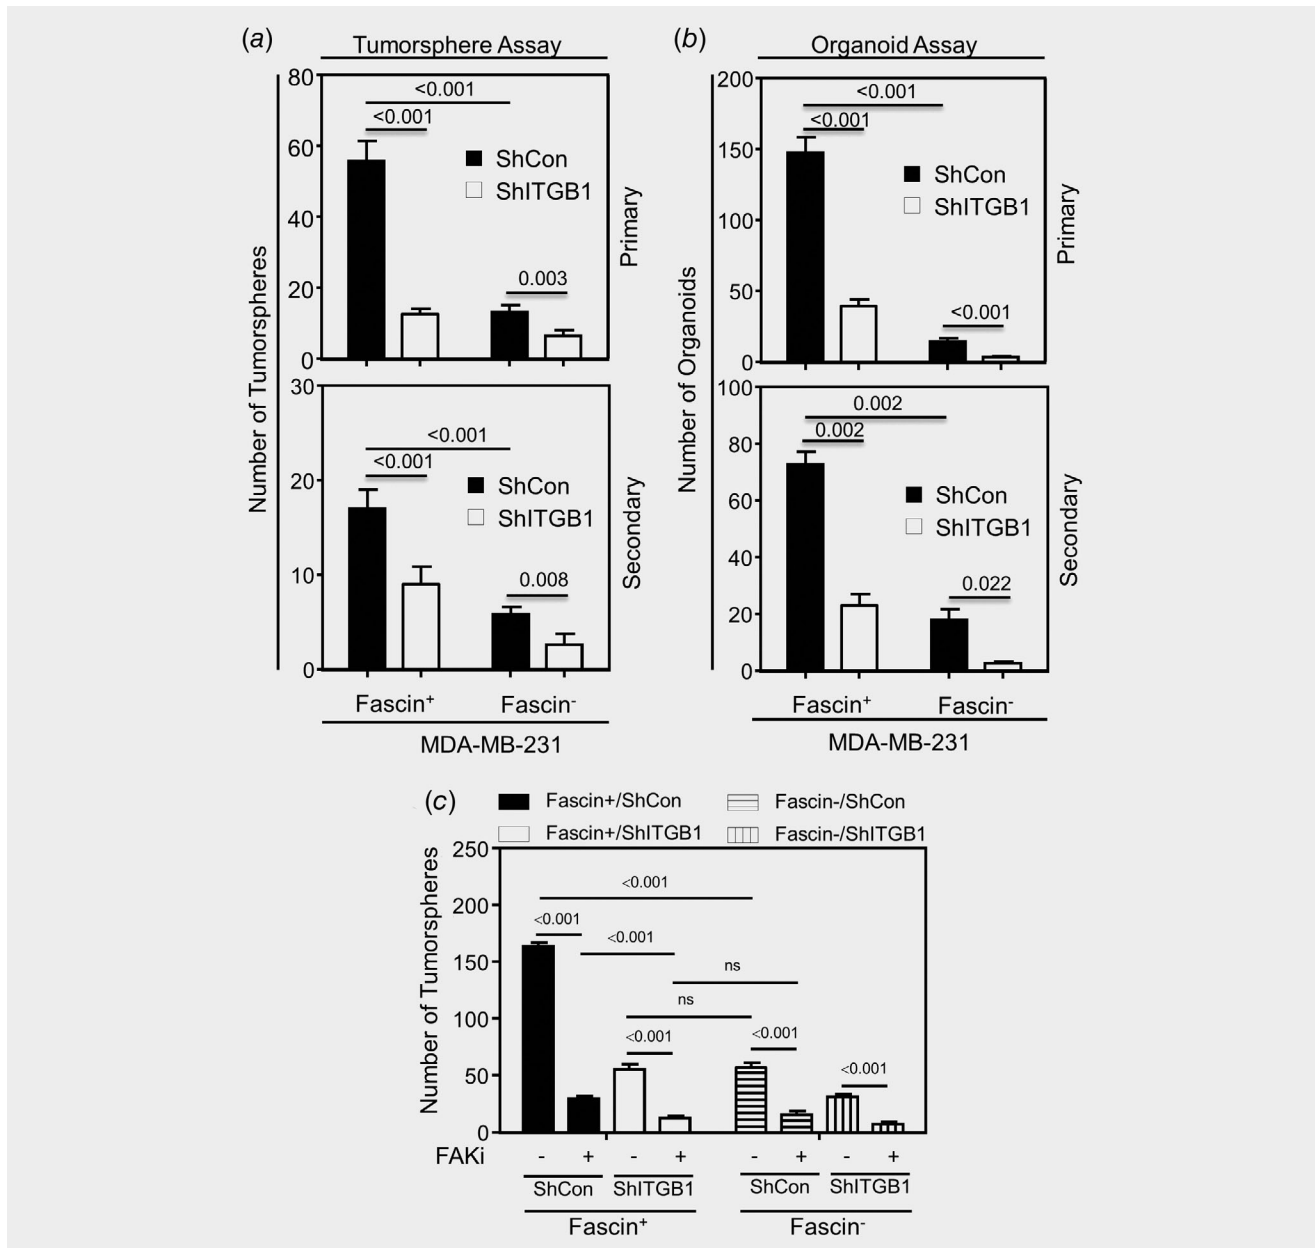 (a)
Tumorsphere Assay
Number of Tumorspheres
80
60
40
20
0
<0.001
<0.001
0.003
ShCon
ShITGB1
Primary
30
20
10
0
<0.001
<0.001
0.008
ShCon
ShITGB1
Secondary
Fascin+
Fascin-
MDA-MB-231
(b)
Organoid Assay
Number of Organoids
200
150
100
50
0
<0.001
<0.001
<0.001
ShCon
ShITGB1
Primary
100
80
60
40
20
0
0.002
0.002
0.022
ShCon
ShITGB1
Secondary
Fascin+
Fascin-
MDA-MB-231
(c)
Fascin+/ShCon
Fascin-/ShCon
Fascin+/ShITGB1
Fascin-/ShITGB1
Number of Tumorspheres
250
200
150
100
50
0
<0.001
<0.001
<0.001
ns
ns
<0.001
<0.001
<0.001
FAKi - + - + - + - +
ShCon ShITGB1 ShCon ShITGB1
Fascin+ Fascin-